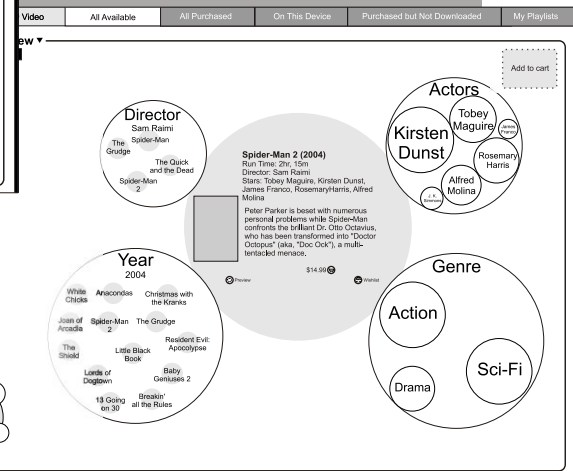 Video
All Available
All Purchased
On This Device
Purchased but Not Downloaded
My Playlists
ew ▾
Add to cart
Director
Sam Raimi
Spider-Man
The
Grudge
The Quick
and the Dead
Spider-Man
2
Actors
Tobey
Maguire
James
Franco
Kirsten
Dunst
Rosemary
Harris
Alfred
Molina
J. K.
Simmons
Spider-Man 2 (2004)
Run Time: 2hr, 15m
Director: Sam Raimi
Stars: Tobey Maguire, Kirsten Dunst,
James Franco, RosemaryHarris, Alfred
Molina
Peter Parker is beset with numerous
personal problems while Spider-Man
confronts the brilliant Dr. Otto Octavius,
who has been transformed into "Doctor
Octopus" (aka, "Doc Ock"), a multi-
tentacled menace.
$14.99
Preview
Wishlist
Year
2004
White
Chicks
Anacondas
Christmas with
the Kranks
Joan of
Arcadia
Spider-Man
2
The Grudge
The
Shield
Little Black
Book
Resident Evil:
Apocolypse
Lords of
Dogtown
Baby
Geniuses 2
13 Going
on 30
Breakin'
all the Rules
Genre
Action
Sci-Fi
Drama